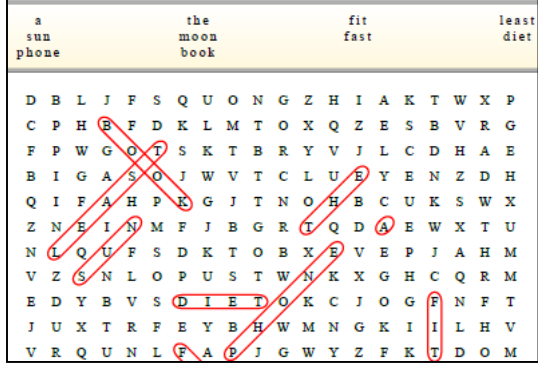 a the fit least
sun moon fast diet
phone book
D B L J F S Q U O N G Z H I A K T W X P
C P H B F D K L M T O X Q Z E S B V R G
F P W G O T S K T B R Y V J L C D H A E
B I G A S O J W V T C L U E Y E N Z D H
Q I F A H P K G J T N O H B C U K S W X
Z N E I N M F J B G R T Q D A E W X T U
N L Q U F S D K T O B X E V E P J A H M
V Z S N L O P U S T W N K X G H C Q R M
E D Y B V S D I E T O K C J O G F N F T
J U X T R F E Y B H W M N G K I I L H V
V R Q U N L F A P J G W Y Z F K T D O M